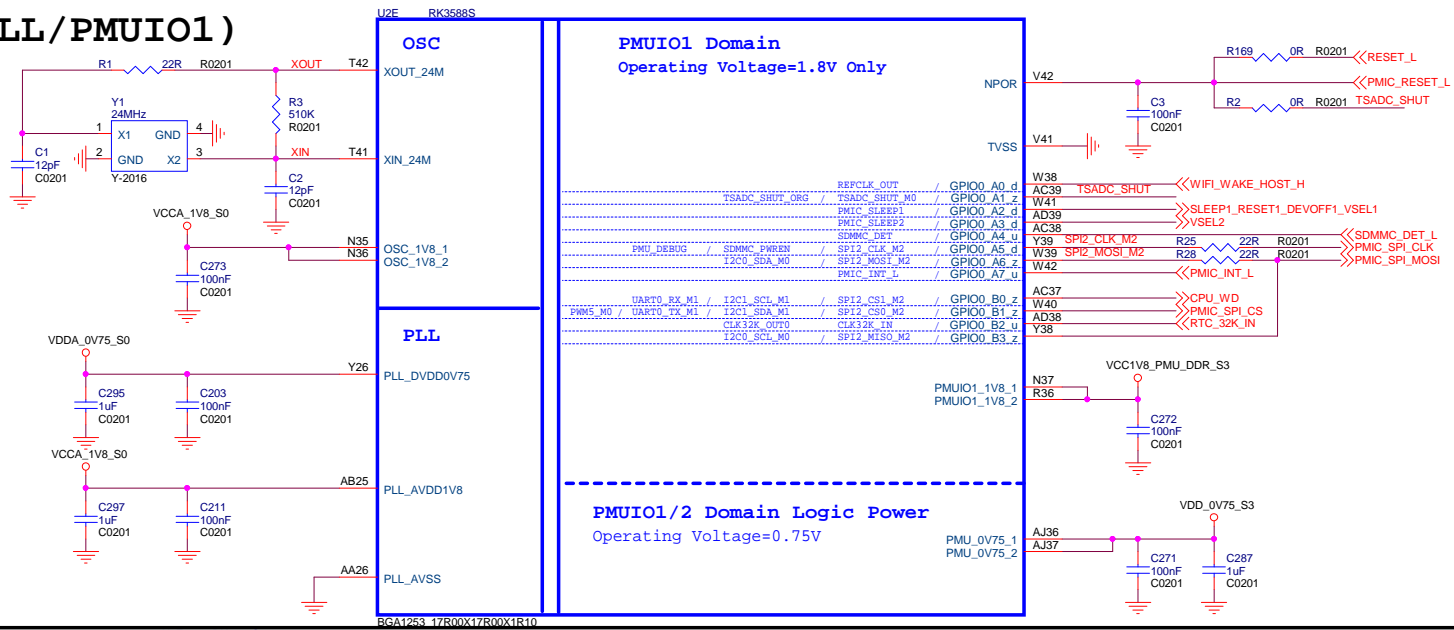 LL/PMUIO1)
U2E RK3588S
OSC
PMUIO1 Domain
Operating Voltage=1.8V Only
R1 22R R0201 XOUT T42
XOUT_24M
R3
510K
R0201
Y1
24MHz
1 X1 GND 4
2 GND X2 3
Y-2016
XIN T41
XIN_24M
C1
12pF
C0201
C2
12pF
C0201
VCCA_1V8_S0
N35 OSC_1V8_1
N36 OSC_1V8_2
C273
100nF
C0201
PLL
VDDA_0V75_S0
Y26
PLL_DVDD0V75
C295
1uF
C0201
C203
100nF
C0201
VCCA_1V8_S0
AB25
PLL_AVDD1V8
C297
1uF
C0201
C211
100nF
C0201
AA26
PLL_AVSS
BGA1253_17R00X17R00X1R10
NPOR V42
R169 0R R0201 RESET_L
PMIC_RESET_L
R2 0R R0201 TSADC_SHUT
C3
100nF
C0201
TVSS V41
REFCLK_OUT / GPIO0_A0_d W38 WIFI_WAKE_HOST_H
TSADC_SHUT_ORG / TSADC_SHUT_M0 / GPIO0_A1_z AC39 TSADC_SHUT
PMIC_SLEEP1 / GPIO0_A2_d W41 SLEEP1_RESET1_DEVOFF1_VSEL1
PMIC_SLEEP2 / GPIO0_A3_d AD39 VSEL2
SDMMC_DET / GPIO0_A4_u AC38 SDMMC_DET_L
PMU_DEBUG / SDMMC_PWREN / SPI2_CLK_M2 / GPIO0_A5_d Y39 SPI2_CLK_M2 R25 22R R0201 PMIC_SPI_CLK
I2C0_SDA_M0 / SPI2_MOSI_M2 / GPIO0_A6_z W39 SPI2_MOSI_M2 R28 22R R0201 PMIC_SPI_MOSI
PMIC_INT_L / GPIO0_A7_u W42 PMIC_INT_L
UART0_RX_M1 / I2C1_SCL_M1 / SPI2_CS1_M2 / GPIO0_B0_z AC37 CPU_WD
PWM5_M0 / UART0_TX_M1 / I2C1_SDA_M1 / SPI2_CS0_M2 / GPIO0_B1_z W40 PMIC_SPI_CS
CLK32K_OUT0 CLK32K_IN / GPIO0_B2_u AD38 RTC_32K_IN
I2C0_SCL_M0 / SPI2_MISO_M2 / GPIO0_B3_z Y38
VCC1V8_PMU_DDR_S3
PMUIO1_1V8_1 N37
PMUIO1_1V8_2 R36
C272
100nF
C0201
PMUIO1/2 Domain Logic Power
Operating Voltage=0.75V
VDD_0V75_S3
PMU_0V75_1 AJ36
PMU_0V75_2 AJ37
C271
100nF
C0201
C287
1uF
C0201